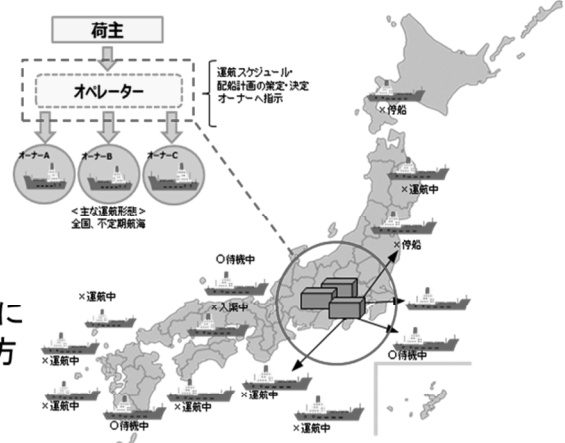 荷主
オペレーター
運航スケジュール・
配船計画の策定・決定
オーナーへ指示
オーナーA
オーナーB
オーナーC
<主な運航形態>
全国、不定期航海
×停船
×運航中
×停船
○待機中
×入渠中
×運航中
×運航中
○待機中
×運航中
×運航中
×運航中
○待機中
×運航中
に
方